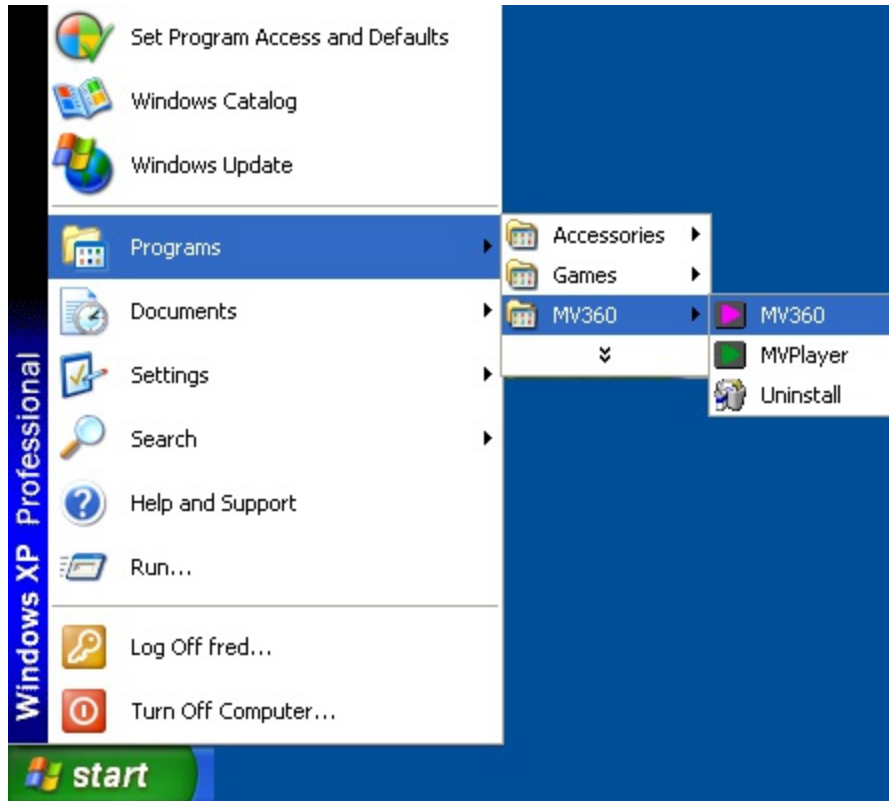 Set Program Access and Defaults
Windows Catalog
Windows Update
Programs
Accessories
Games
MV360
MV360
MVPlayer
Uninstall
Documents
Settings
Search
Help and Support
Run...
Log Off fred...
Turn Off Computer...
Windows XP Professional
start